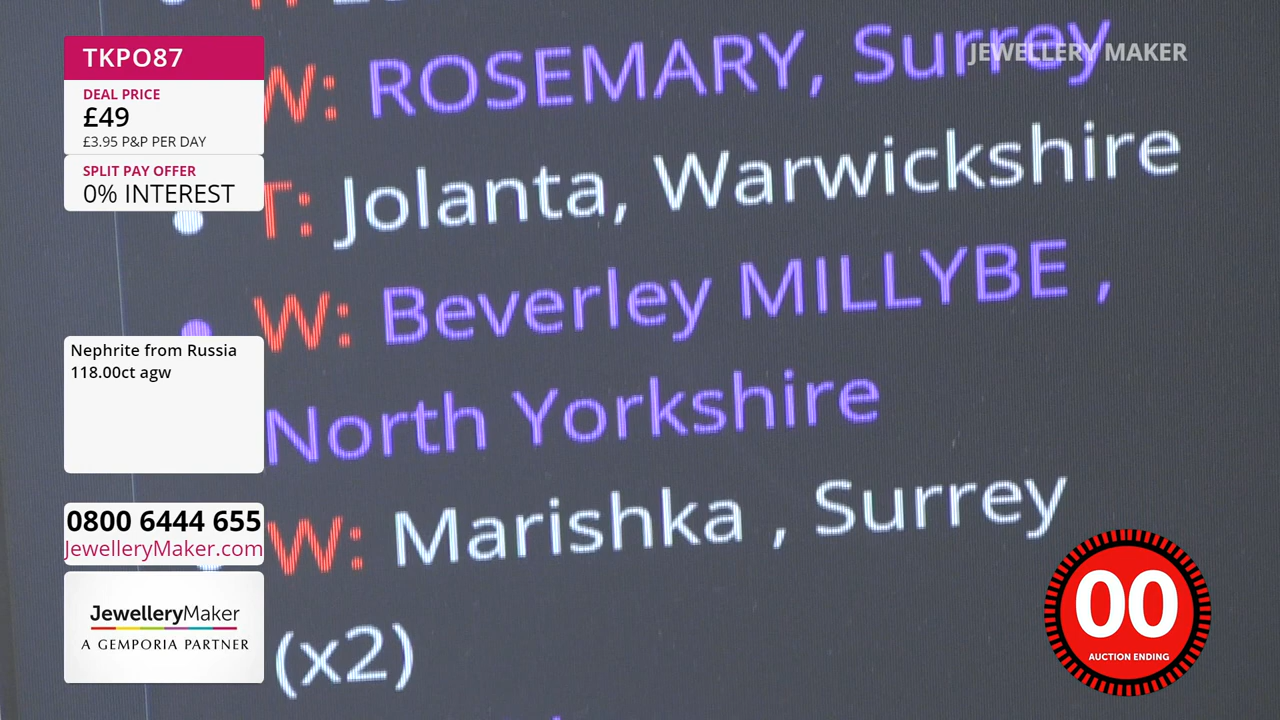 TKPO87
DEAL PRICE
£49
£3.95 P&P PER DAY
SPLIT PAY OFFER
0% INTEREST
Nephrite from Russia
118.00ct agw
0800 6444 655
JewelleryMaker.com
JewelleryMaker
A GEMPORIA PARTNER
JEWELLERY MAKER
W: ROSEMARY, Surrey
T: Jolanta, Warwickshire
W: Beverley MILLYBE ,
North Yorkshire
W: Marishka , Surrey
(x2)
00
AUCTION ENDING